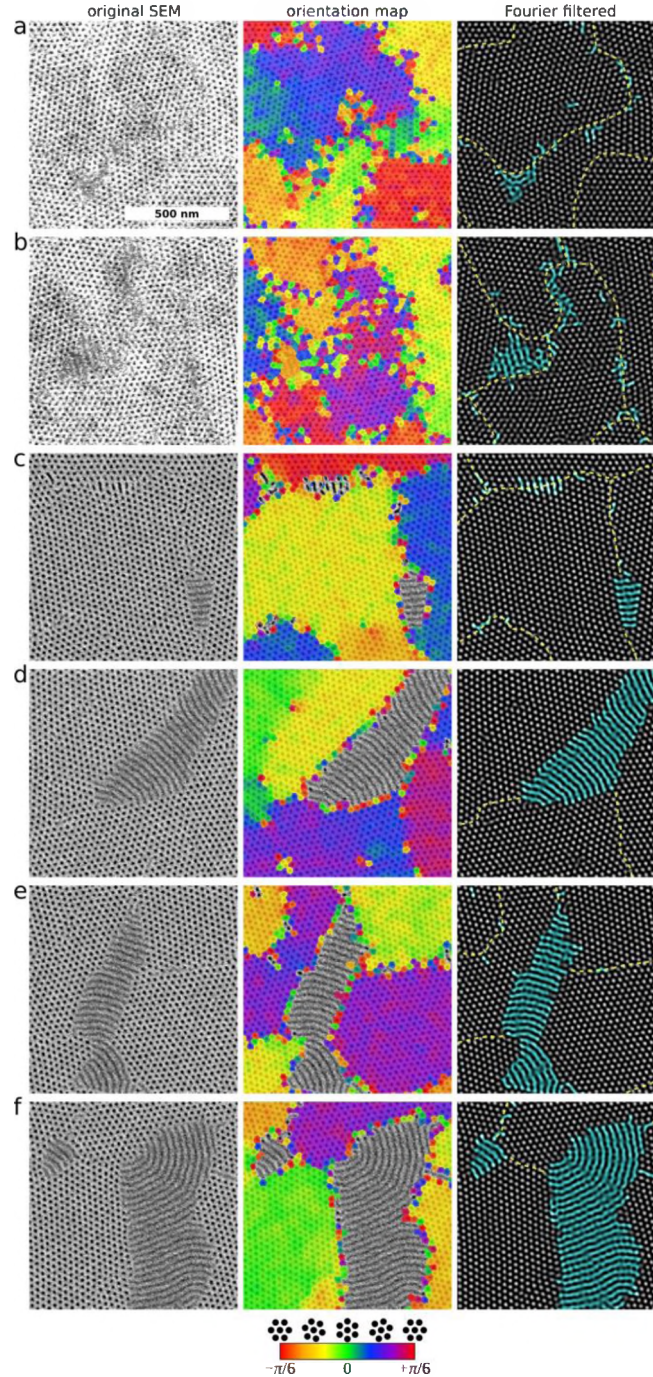 original SEM orientation map Fourier filtered
a
500 nm
b
c
d
e
f
−π/6 0 +π/6